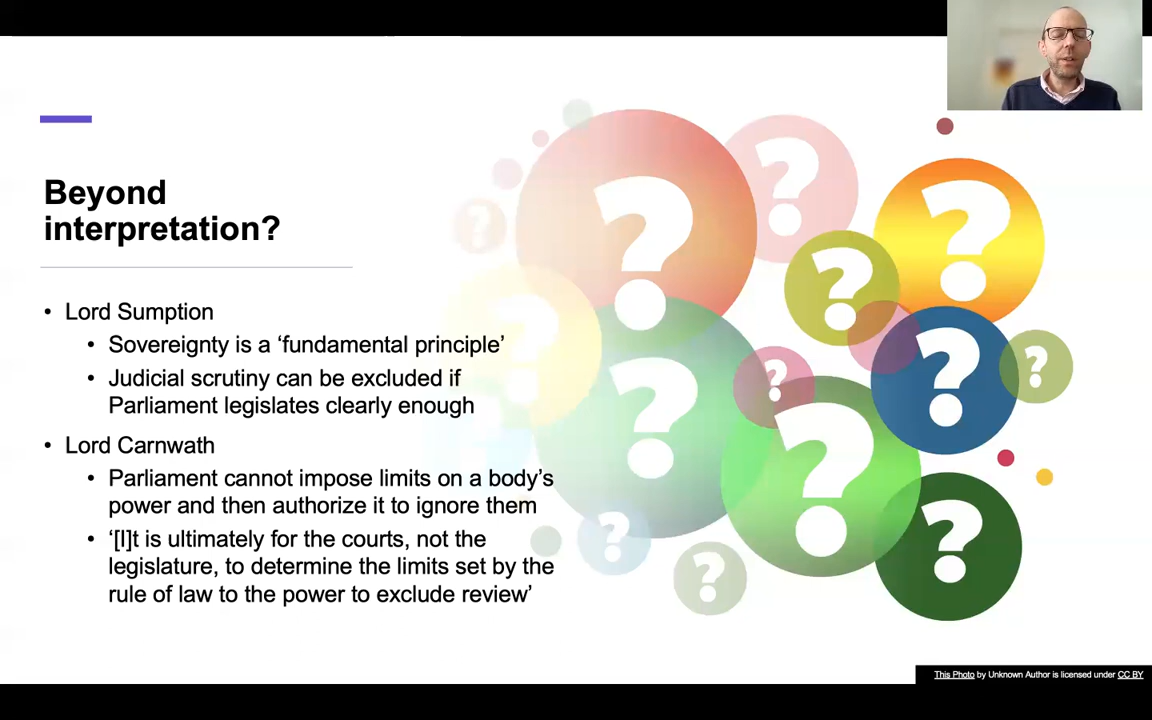 Beyond
interpretation?
• Lord Sumption
• Sovereignty is a ‘fundamental principle’
• Judicial scrutiny can be excluded if
Parliament legislates clearly enough
• Lord Carnwath
• Parliament cannot impose limits on a body’s
power and then authorize it to ignore them
• ‘[I]t is ultimately for the courts, not the
legislature, to determine the limits set by the
rule of law to the power to exclude review’
? ? ? ? ? ? ? ? ? ? ? ? ?
This Photo by Unknown Author is licensed under CC BY